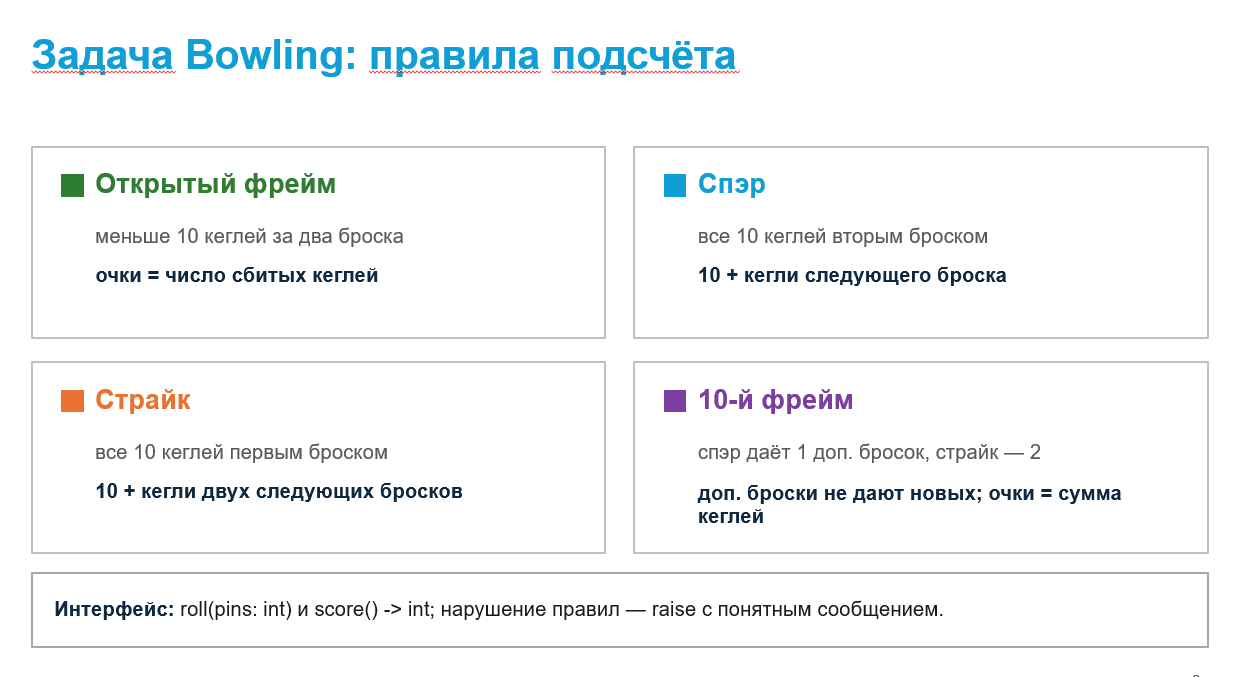 Задача Bowling: правила подсчёта
Открытый фрейм
меньше 10 кеглей за два броска
очки = число сбитых кеглей
Спэр
все 10 кеглей вторым броском
10 + кегли следующего броска
Страйк
все 10 кеглей первым броском
10 + кегли двух следующих бросков
10-й фрейм
спэр даёт 1 доп. бросок, страйк — 2
доп. броски не дают новых; очки = сумма
кеглей
Интерфейс: roll(pins: int) и score() -> int; нарушение правил — raise с понятным сообщением.